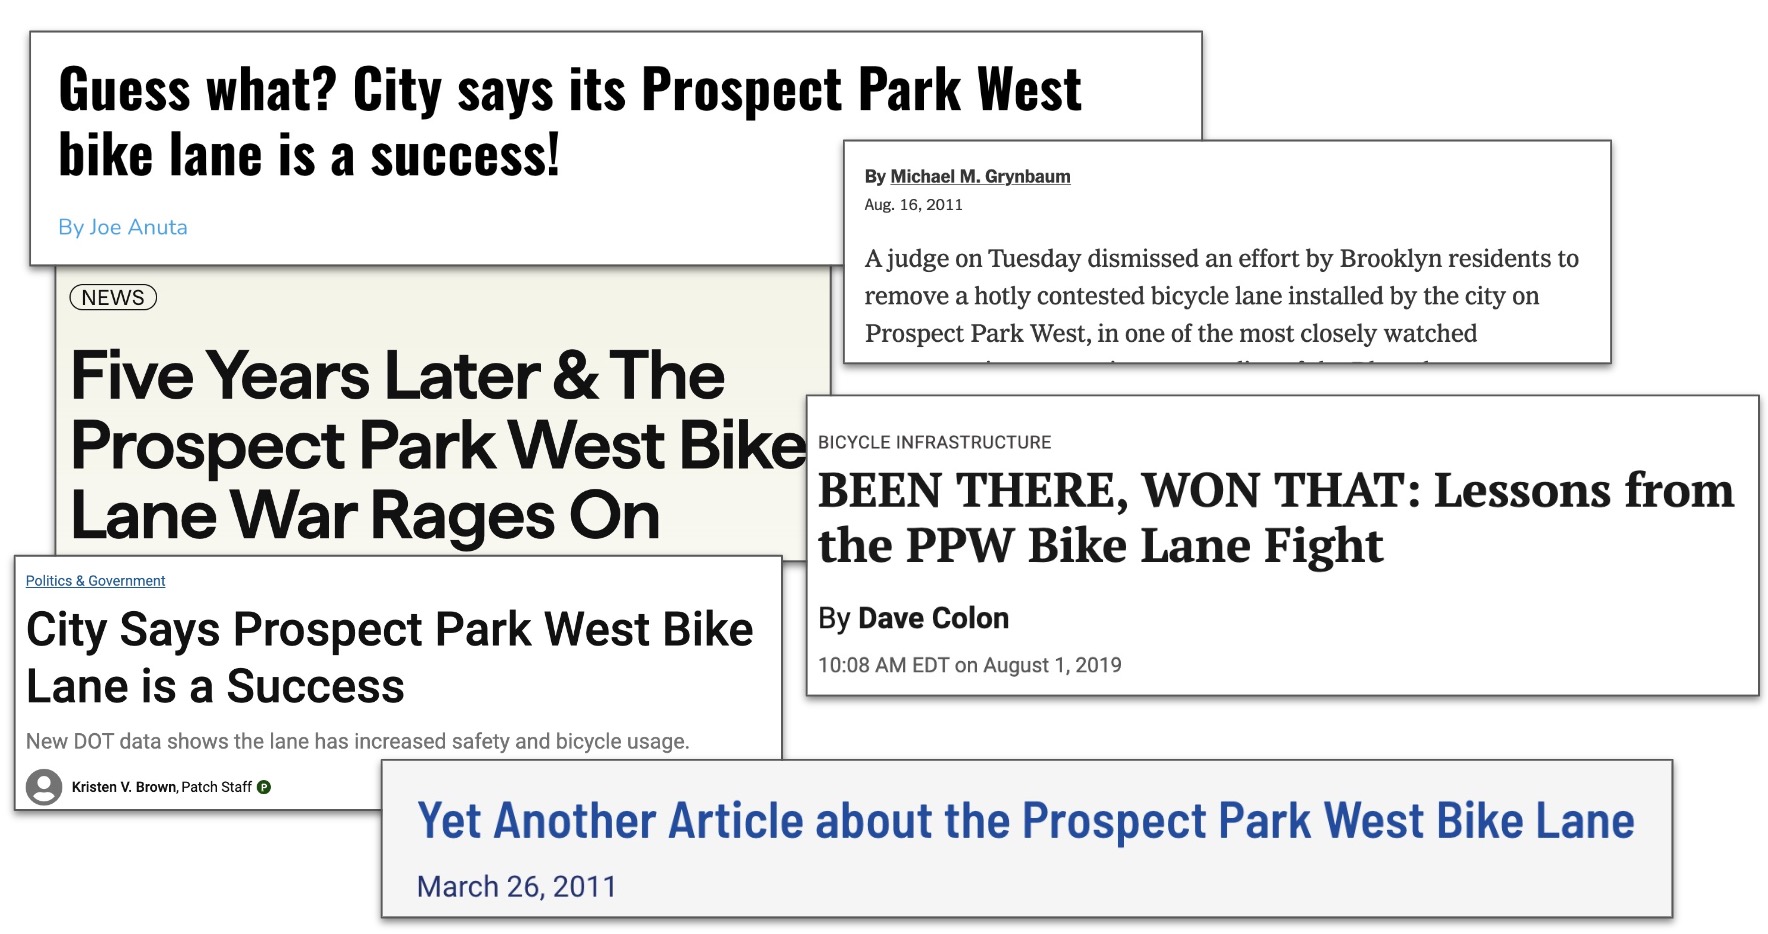 Guess what? City says its Prospect Park West
bike lane is a success!
By Joe Anuta
By Michael M. Grynbaum
Aug. 16, 2011
A judge on Tuesday dismissed an effort by Brooklyn residents to
remove a hotly contested bicycle lane installed by the city on
Prospect Park West, in one of the most closely watched
NEWS
Five Years Later & The
Prospect Park West Bike
Lane War Rages On
BICYCLE INFRASTRUCTURE
BEEN THERE, WON THAT: Lessons from
the PPW Bike Lane Fight
By Dave Colon
10:08 AM EDT on August 1, 2019
Politics & Government
City Says Prospect Park West Bike
Lane is a Success
New DOT data shows the lane has increased safety and bicycle usage.
Kristen V. Brown, Patch Staff P
Yet Another Article about the Prospect Park West Bike Lane
March 26, 2011